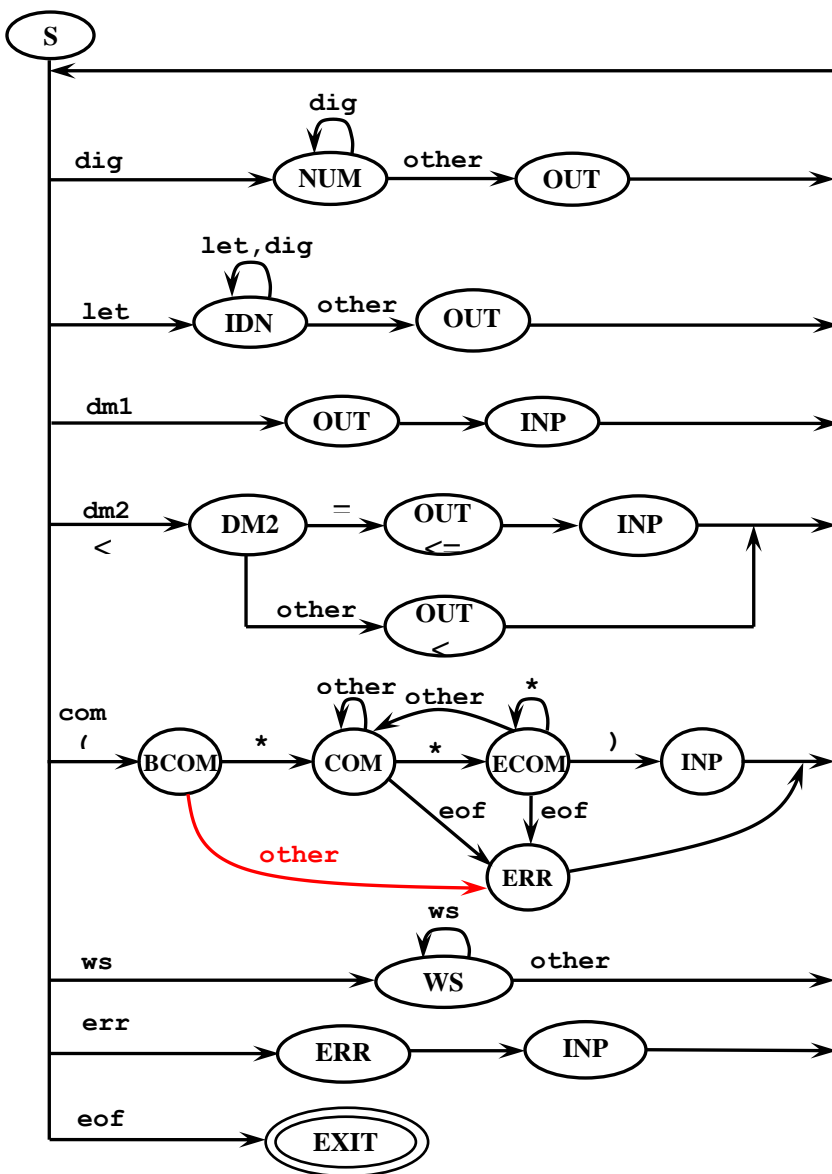 S
dig
dig NUM other OUT
let,dig
let IDN other OUT
dm1 OUT INP
dm2 DM2 = OUT INP
< <=
other OUT
<
other other *
com
( BCOM * COM * ECOM ) INP
eof eof
other ERR
ws
ws WS other
err ERR INP
eof EXIT